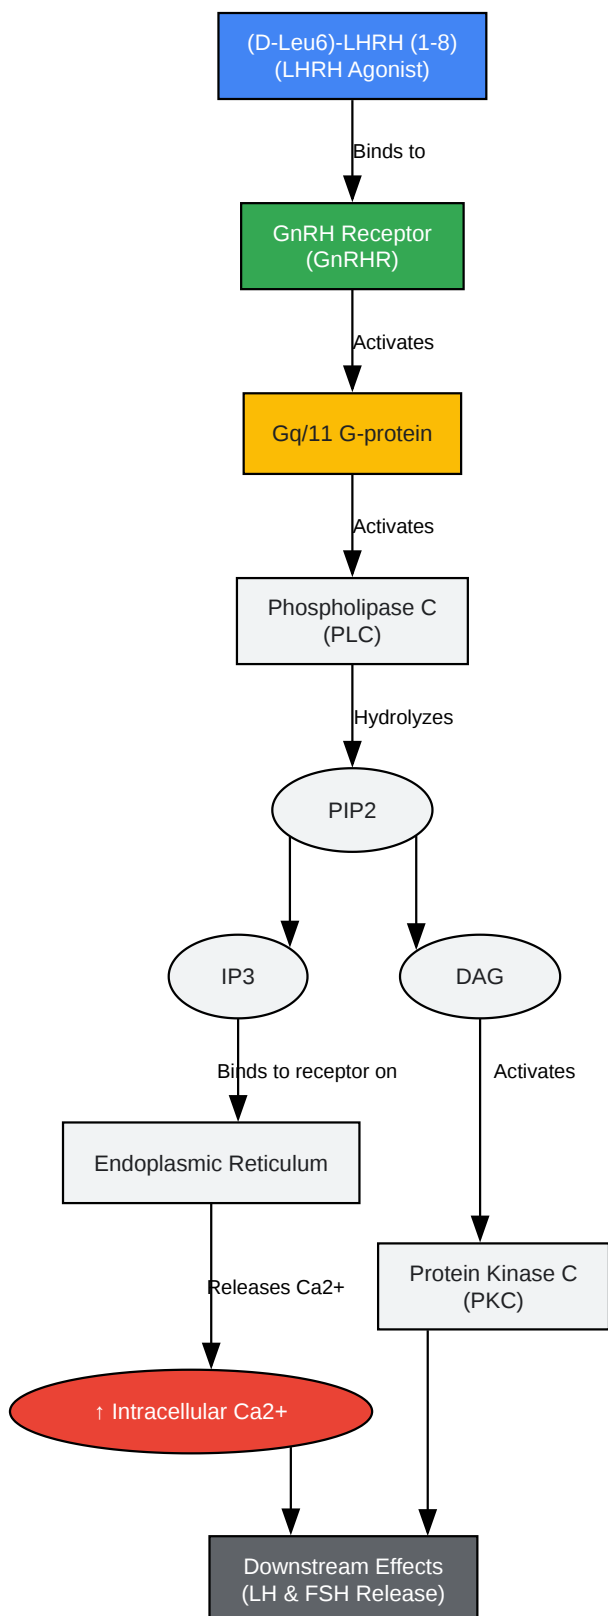 (D-Leu6)-LHRH (1-8)
(LHRH Agonist)
Binds to
GnRH Receptor
(GnRHR)
Activates
Gq/11 G-protein
Activates
Phospholipase C
(PLC)
Hydrolyzes
PIP2
IP3
DAG
Binds to receptor on
Activates
Endoplasmic Reticulum
Protein Kinase C
(PKC)
Releases Ca2+
↑ Intracellular Ca2+
Downstream Effects
(LH & FSH Release)